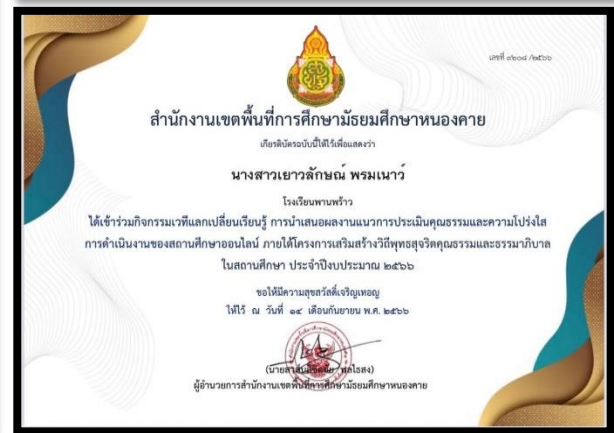 เลขที่ /๒๕๖๖
สำนักงานเขตพื้นที่การศึกษามัธยมศึกษาหนองคาย
เกียรติบัตรฉบับนี้ให้ไว้เพื่อแสดงว่า
นางสาวเยาวลักษณ์ พรมเนาว์
โรงเรียนพานพร้าว
ได้เข้าร่วมกิจกรรมเวทีแลกเปลี่ยนเรียนรู้ การนำเสนอผลงานแนวการประเมินคุณธรรมและความโปร่งใส
การดำเนินงานของสถานศึกษาออนไลน์ ภายใต้โครงการเสริมสร้างวิถีพุทธสุจริตคุณธรรมและธรรมาภิบาล
ในสถานศึกษา ประจำปีงบประมาณ ๒๕๖๖
ขอให้มีความสุขสวัสดิ์เจริญเทอญ
ให้ไว้ ณ วันที่ ๑๔ เดือนกันยายน พ.ศ. ๒๕๖๖
ผู้อำนวยการสำนักงานเขตพื้นที่การศึกษามัธยมศึกษาหนองคาย